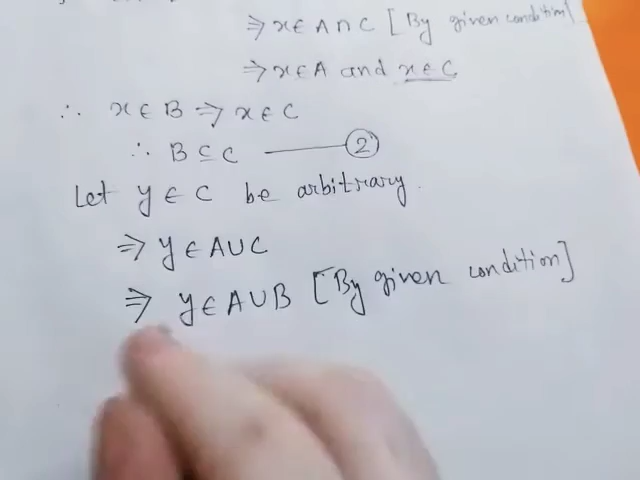 ⇒ x ∈ A ∩ C [By given condition]
⇒ x ∈ A and x ∈ C
∴ x ∈ B ⇒ x ∈ C
∴ B ⊆ C —— ②
Let y ∈ C be arbitrary.
⇒ y ∈ A ∪ C
⇒ y ∈ A ∪ B [By given condition]